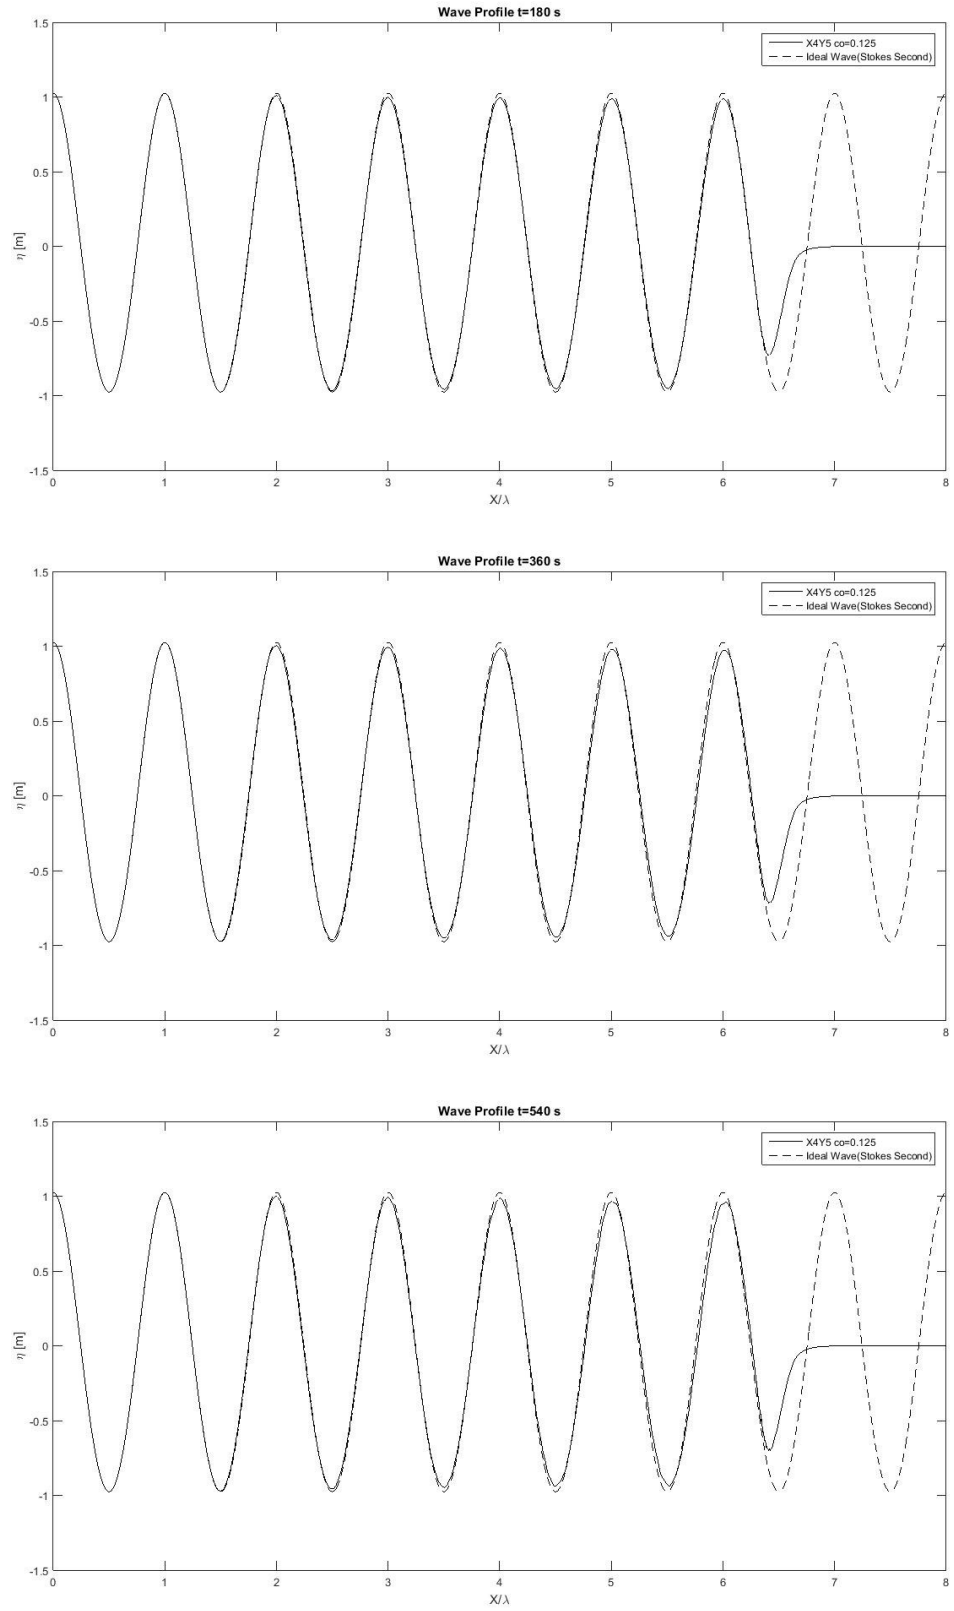 Wave Profile t=180 s
X4Y5 co=0.125
Ideal Wave(Stokes Second)
1.5
1
0.5
0
-0.5
-1
-1.5
η [m]
0 1 2 3 4 5 6 7 8
X/λ
Wave Profile t=360 s
X4Y5 co=0.125
Ideal Wave(Stokes Second)
1.5
1
0.5
0
-0.5
-1
-1.5
η [m]
0 1 2 3 4 5 6 7 8
X/λ
Wave Profile t=540 s
X4Y5 co=0.125
Ideal Wave(Stokes Second)
1.5
1
0.5
0
-0.5
-1
-1.5
η [m]
0 1 2 3 4 5 6 7 8
X/λ